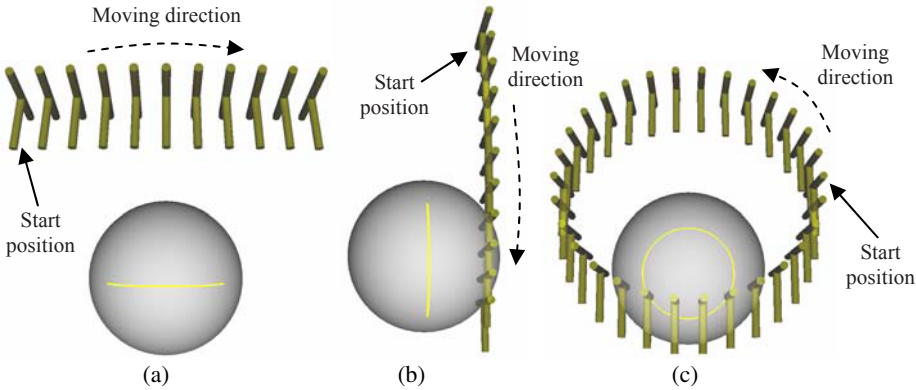 Moving direction
Start
position
(a)
Start
position
Moving
direction
(b)
Moving
direction
Start
position
(c)